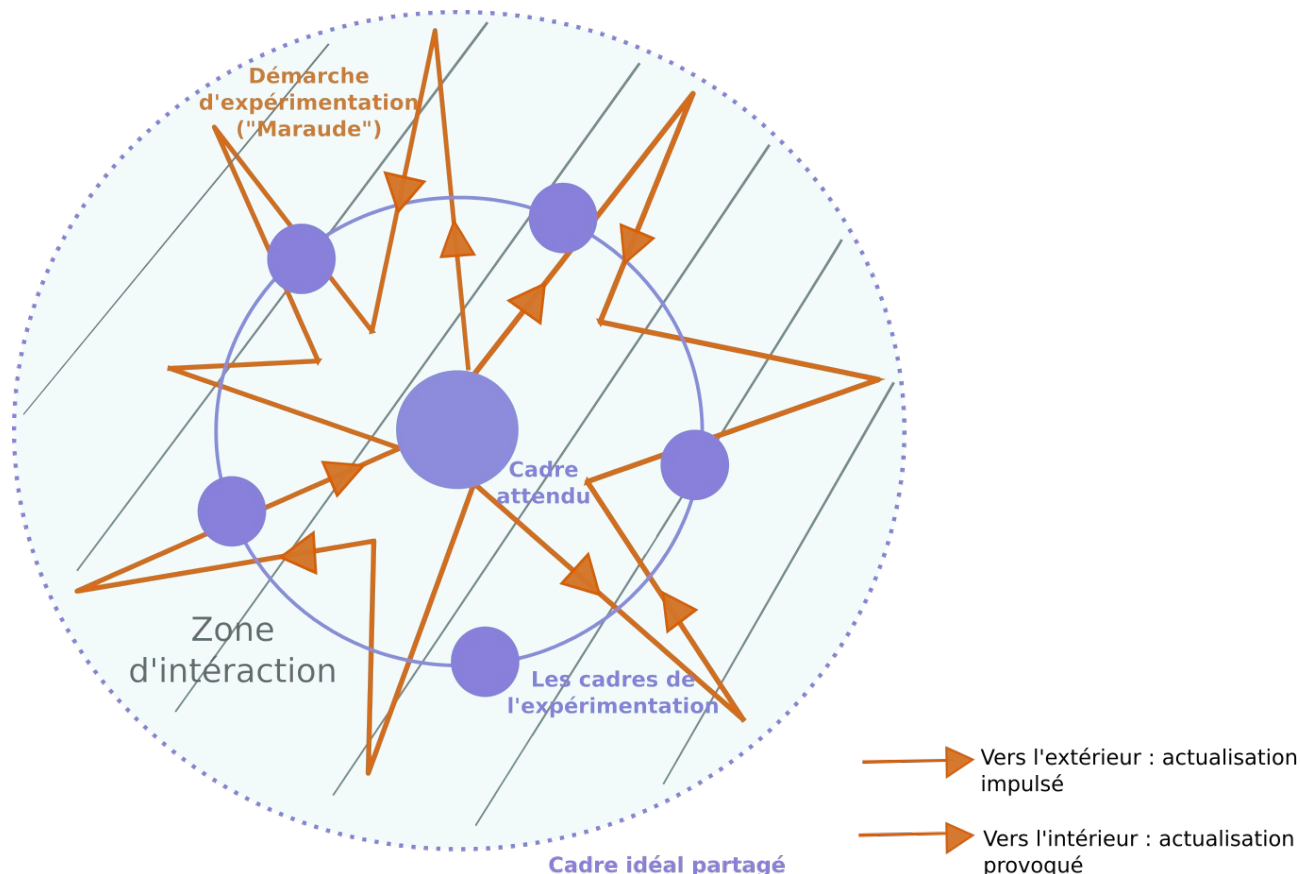 Démarche
d'expérimentation
("Maraude")
Cadre
attendu
Zone
d'intéraction
Les cadres de
l'expérimentation
Vers l'extérieur : actualisation
impulsé
Vers l'intérieur : actualisation
provoqué
Cadre idéal partagé